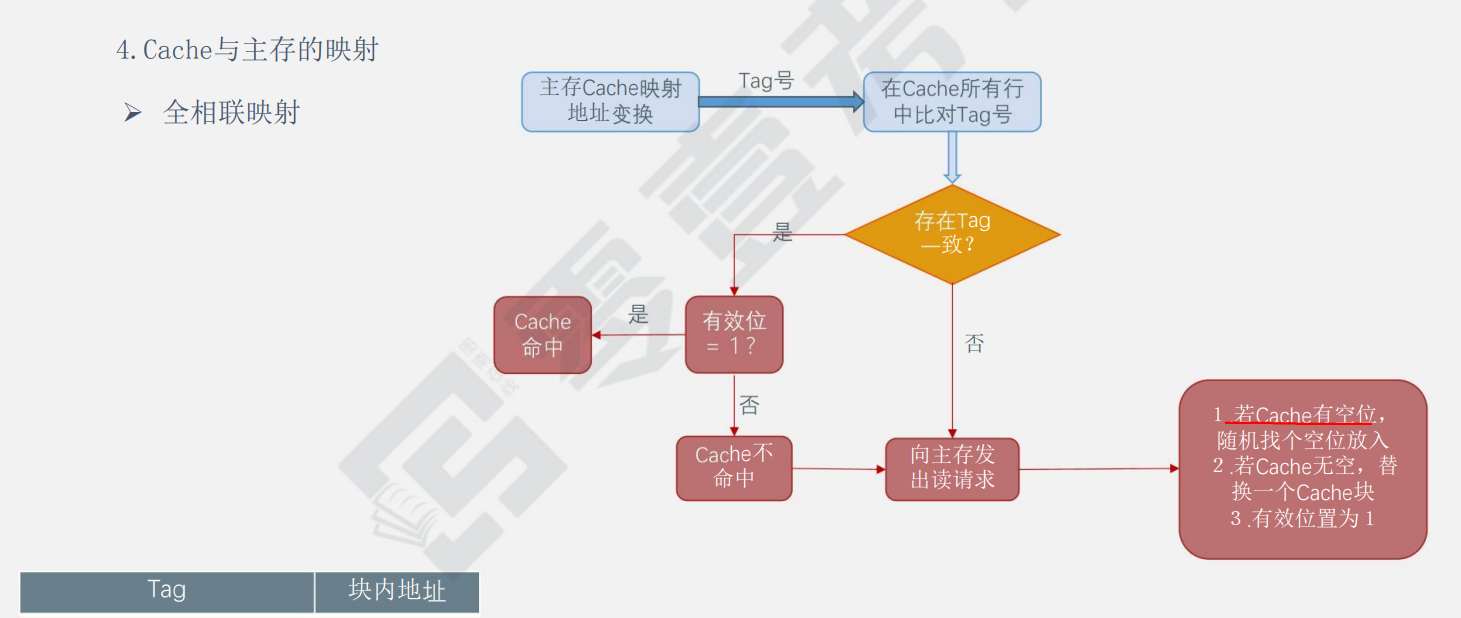 4.Cache与主存的映射
➢ 全相联映射
主存Cache映射
地址变换
Tag号
在Cache所有行
中比对Tag号
存在Tag
一致？
是
有效位
= 1？
是
Cache
命中
否
Cache不
命中
否
向主存发
出读请求
1.若Cache有空位，
随机找个空位放入
2.若Cache无空，替
换一个Cache块
3.有效位置为1
Tag
块内地址
零壹考